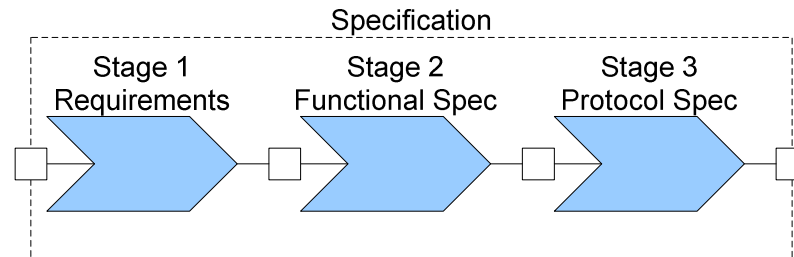 Specification
Stage 1
Requirements
Stage 2
Functional Spec
Stage 3
Protocol Spec